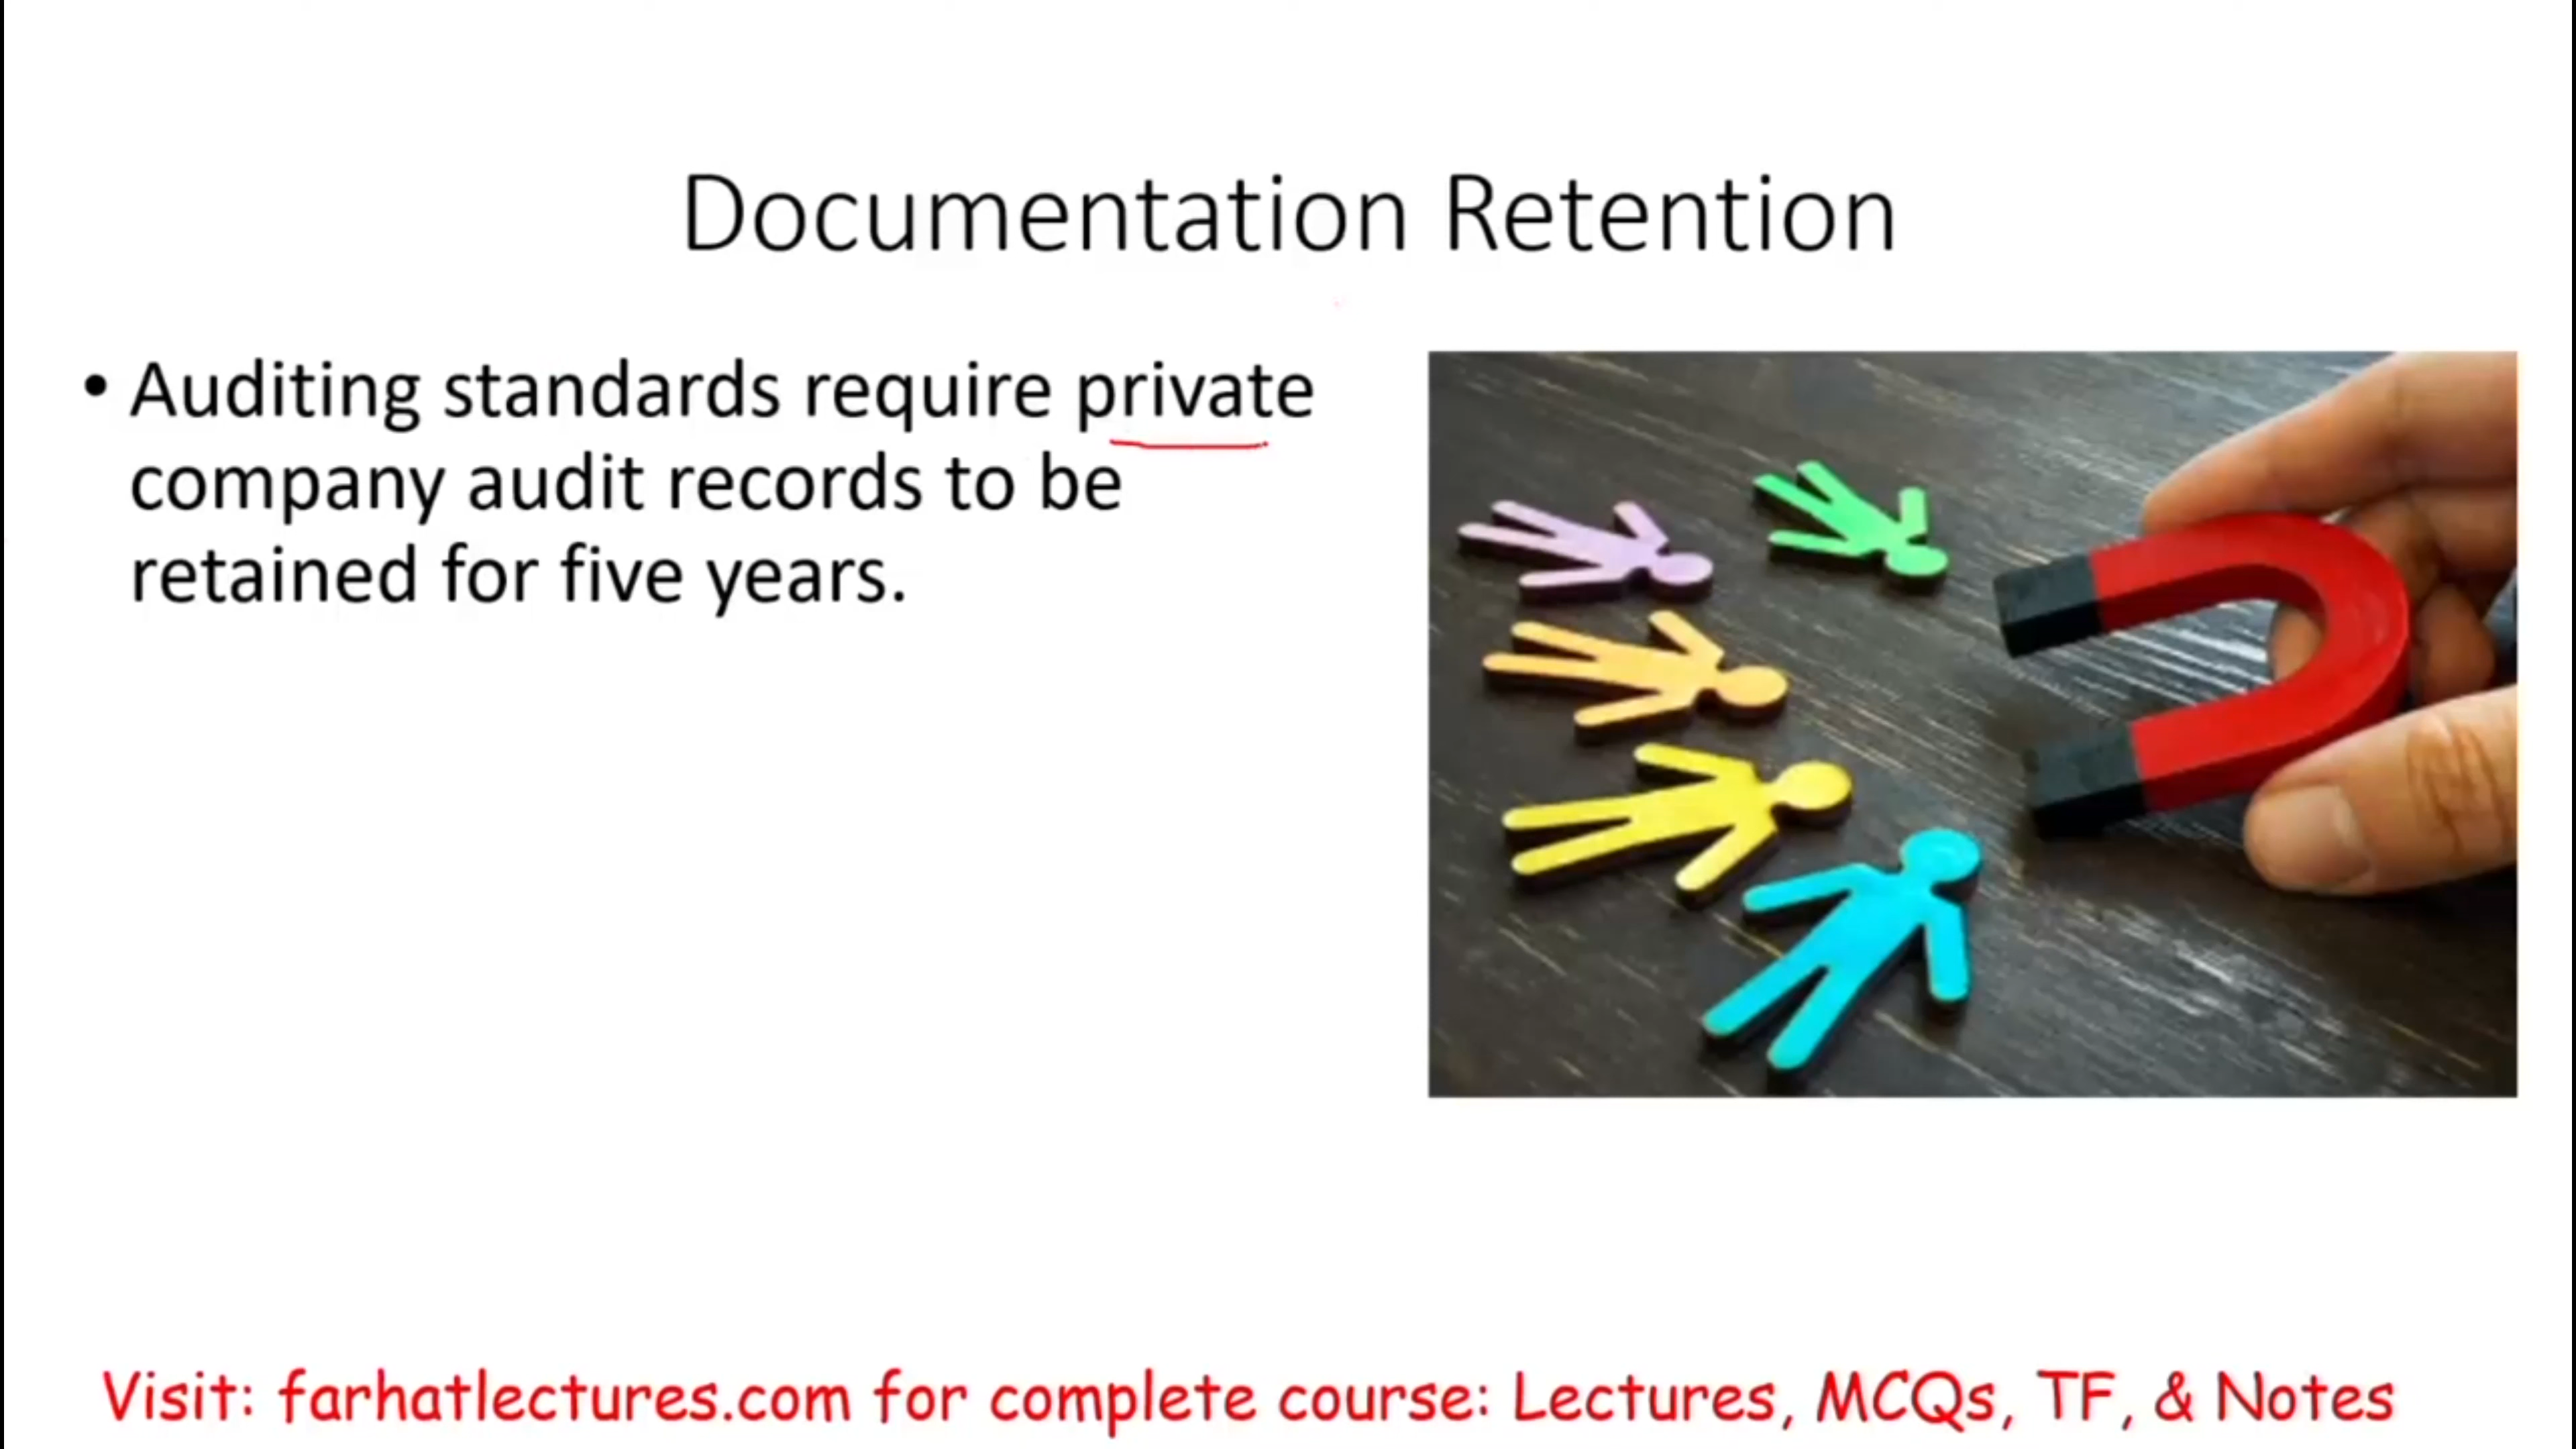 Documentation Retention
• Auditing standards require private
company audit records to be
retained for five years.
Visit: farhatlectures.com for complete course: Lectures, MCQs, TF, & Notes